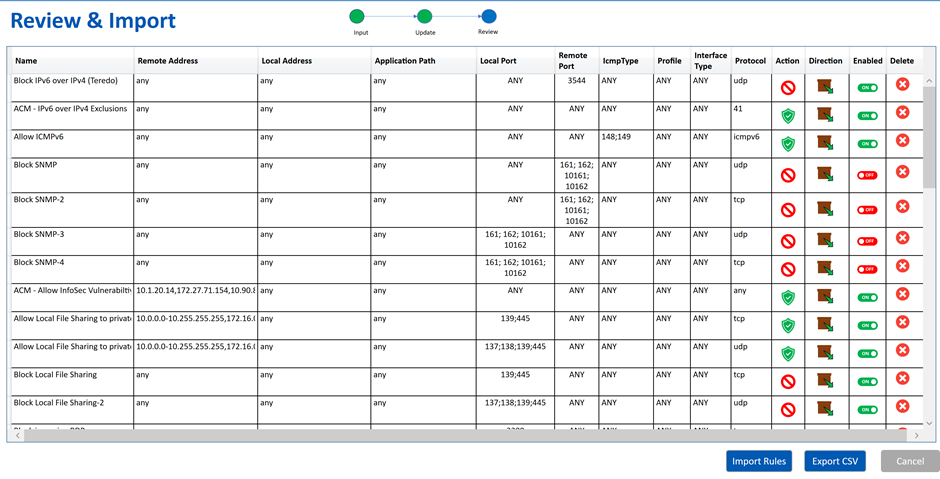 Review & Import
Input
Update
Review
Name Remote Address Local Address Application Path Local Port Remote Port IcmpType Profile Interface Type Protocol Action Direction Enabled Delete
Block IPv6 over IPv4 (Teredo) any any any ANY 3544 ANY ANY ANY udp ON
ACM - IPv6 over IPv4 Exclusions any any any ANY ANY ANY ANY ANY 41 ON
Allow ICMPv6 any any any ANY ANY 148;149 ANY ANY icmpv6 ON
Block SNMP any any any ANY 161; 162; 10161; 10162 ANY ANY ANY udp OFF
Block SNMP-2 any any any ANY 161; 162; 10161; 10162 ANY ANY ANY tcp OFF
Block SNMP-3 any any any 161; 162; 10161; 10162 ANY ANY ANY ANY udp OFF
Block SNMP-4 any any any 161; 162; 10161; 10162 ANY ANY ANY ANY tcp OFF
ACM - Allow InfoSec Vulnerabiltiv 10.1.20.14,172.27.71.154,10.90.8 any any ANY ANY ANY ANY ANY any ON
Allow Local File Sharing to privat 10.0.0.0-10.255.255.255,172.16.0 any any 139;445 ANY ANY ANY ANY tcp ON
Allow Local File Sharing to privat 10.0.0.0-10.255.255.255,172.16.0 any any 137;138;139;445 ANY ANY ANY ANY udp ON
Block Local File Sharing any any any 139;445 ANY ANY ANY ANY tcp ON
Block Local File Sharing-2 any any any 137;138;139;445 ANY ANY ANY ANY udp ON
Import Rules
Export CSV
Cancel